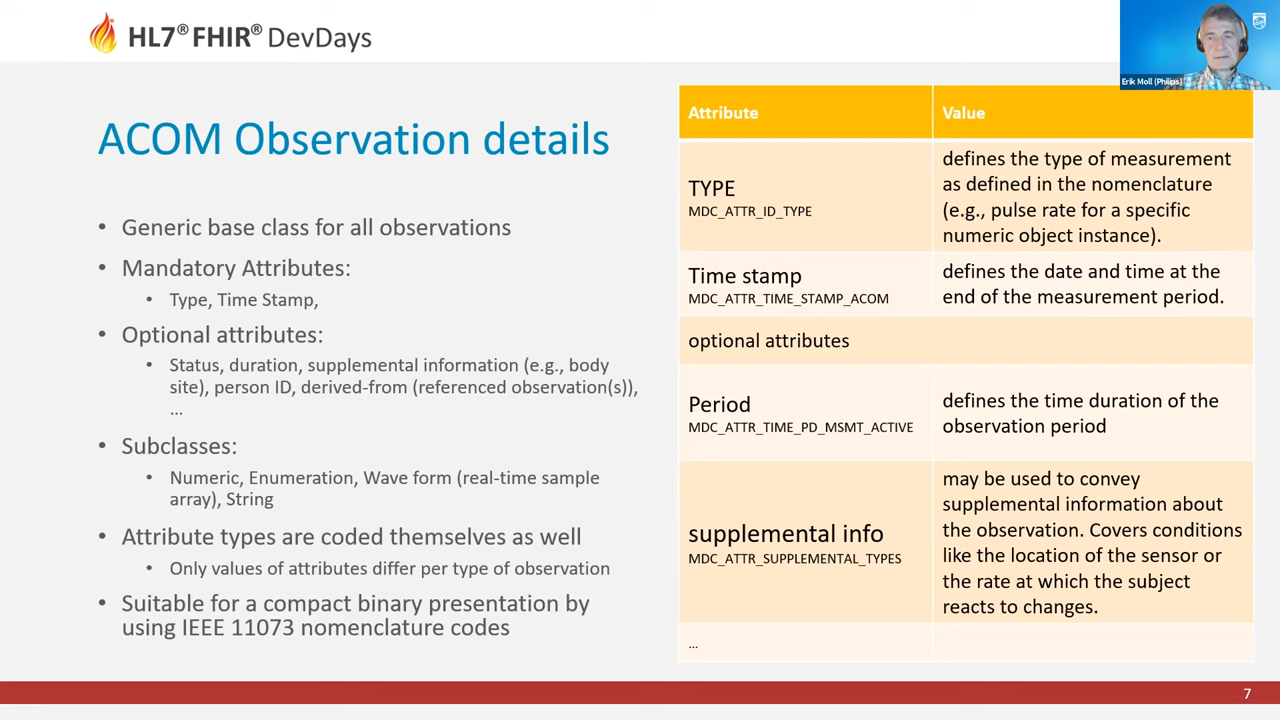 HL7® FHIR® DevDays
Erik Moll (Philips)
ACOM Observation details
• Generic base class for all observations
• Mandatory Attributes:
• Type, Time Stamp,
• Optional attributes:
• Status, duration, supplemental information (e.g., body
site), person ID, derived-from (referenced observation(s)),
...
• Subclasses:
• Numeric, Enumeration, Wave form (real-time sample
array), String
• Attribute types are coded themselves as well
• Only values of attributes differ per type of observation
• Suitable for a compact binary presentation by
using IEEE 11073 nomenclature codes
Attribute
Value
TYPE
MDC_ATTR_ID_TYPE
defines the type of measurement
as defined in the nomenclature
(e.g., pulse rate for a specific
numeric object instance).
Time stamp
MDC_ATTR_TIME_STAMP_ACOM
defines the date and time at the
end of the measurement period.
optional attributes
Period
MDC_ATTR_TIME_PD_MSMT_ACTIVE
defines the time duration of the
observation period
supplemental info
MDC_ATTR_SUPPLEMENTAL_TYPES
may be used to convey
supplemental information about
the observation. Covers conditions
like the location of the sensor or
the rate at which the subject
reacts to changes.
...
7